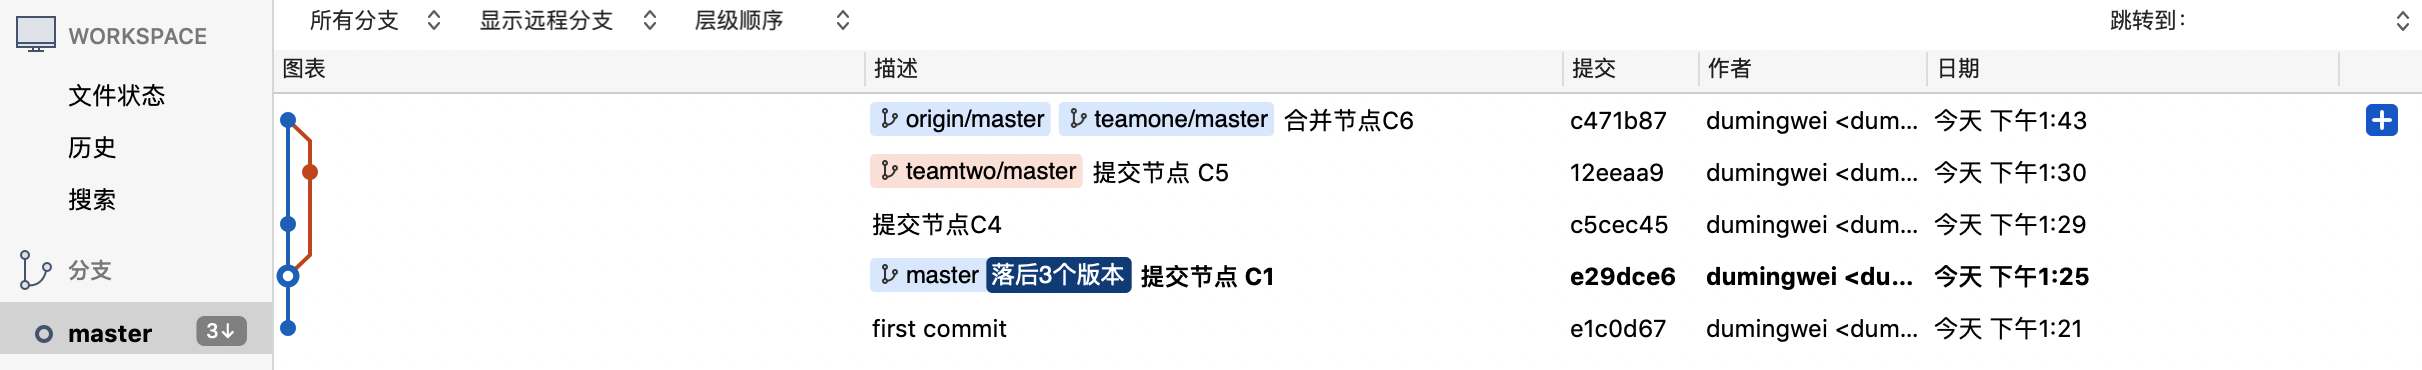 WORKSPACE
文件状态
历史
搜索
分支
master 3↓
所有分支 显示远程分支 层级顺序 跳转到:
图表 描述 提交 作者 日期
origin/master teamone/master 合并节点C6 c471b87 dumingwei <dum... 今天 下午1:43
teamtwo/master 提交节点 C5 12eeaa9 dumingwei <dum... 今天 下午1:30
提交节点C4 c5cec45 dumingwei <dum... 今天 下午1:29
master 落后3个版本 提交节点 C1 e29dce6 dumingwei <du... 今天 下午1:25
first commit e1c0d67 dumingwei <dum... 今天 下午1:21